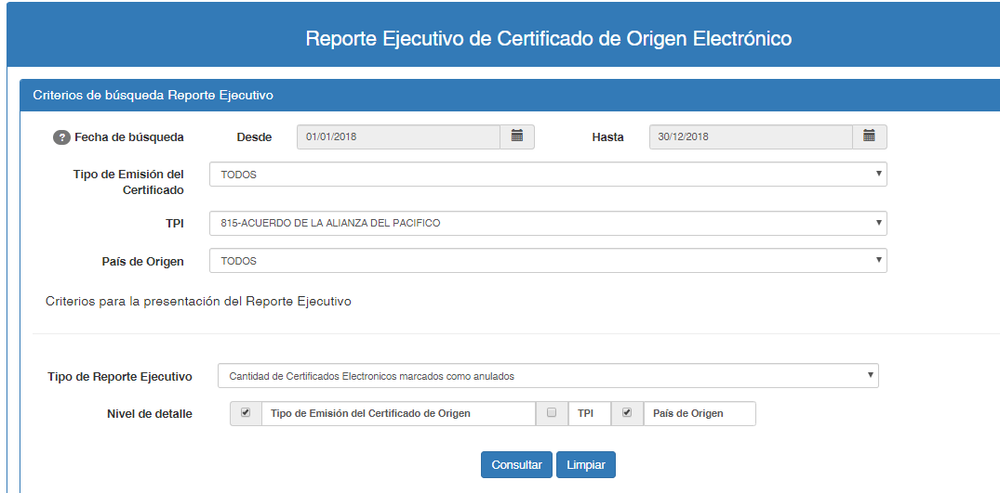 Reporte Ejecutivo de Certificado de Origen Electrónico
Criterios de búsqueda Reporte Ejecutivo
? Fecha de búsqueda Desde 01/01/2018 Hasta 30/12/2018
Tipo de Emisión del
Certificado
TODOS
TPI 815-ACUERDO DE LA ALIANZA DEL PACIFICO
País de Origen TODOS
Criterios para la presentación del Reporte Ejecutivo
Tipo de Reporte Ejecutivo Cantidad de Certificados Electronicos marcados como anulados
Nivel de detalle Tipo de Emisión del Certificado de Origen TPI País de Origen
Consultar Limpiar